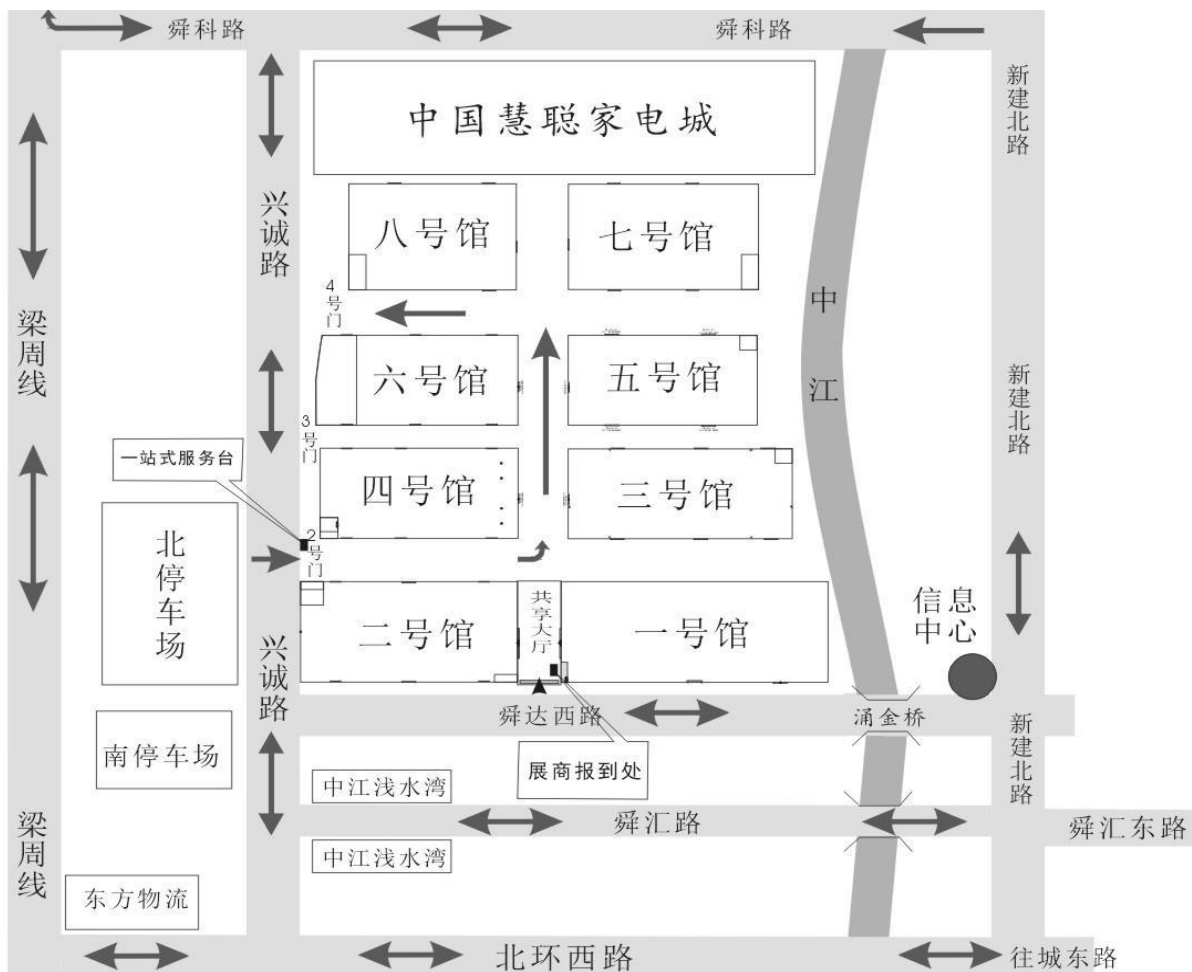 舜科路
舜科路
新建北路
中国慧聪家电城
兴诚路
八号馆
七号馆
4号门
中江
梁周线
六号馆
五号馆
新建北路
3号门
一站式服务台
四号馆
三号馆
北停车场
2号门
信息中心
共享大厅
二号馆
一号馆
兴诚路
舜达西路
涌金桥
新建北路
南停车场
展商报到处
中江浅水湾
舜汇路
舜汇东路
梁周线
中江浅水湾
东方物流
北环西路
往城东路